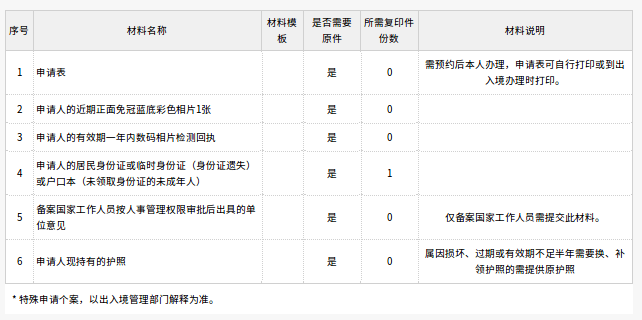 序号 材料名称 材料模板 是否需要原件 所需复印件份数 材料说明
1 申请表 是 0 需预约后本人办理，申请表可自行打印或到出
入境办理时打印。
2 申请人的近期正面免冠蓝底彩色相片1张 是 0
3 申请人的有效期一年内数码相片检测回执 是 0
4 申请人的居民身份证或临时身份证（身份证遗失）
或户口本（未领取身份证的未成年人） 是 1
5 备案国家工作人员按人事管理权限审批后出具的单
位意见 是 0 仅备案国家工作人员需提交此材料。
6 申请人现持有的护照 是 0 属因损坏、过期或有效期不足半年需要换、补
领护照的需提供原护照
* 特殊申请个案，以出入境管理部门解释为准。